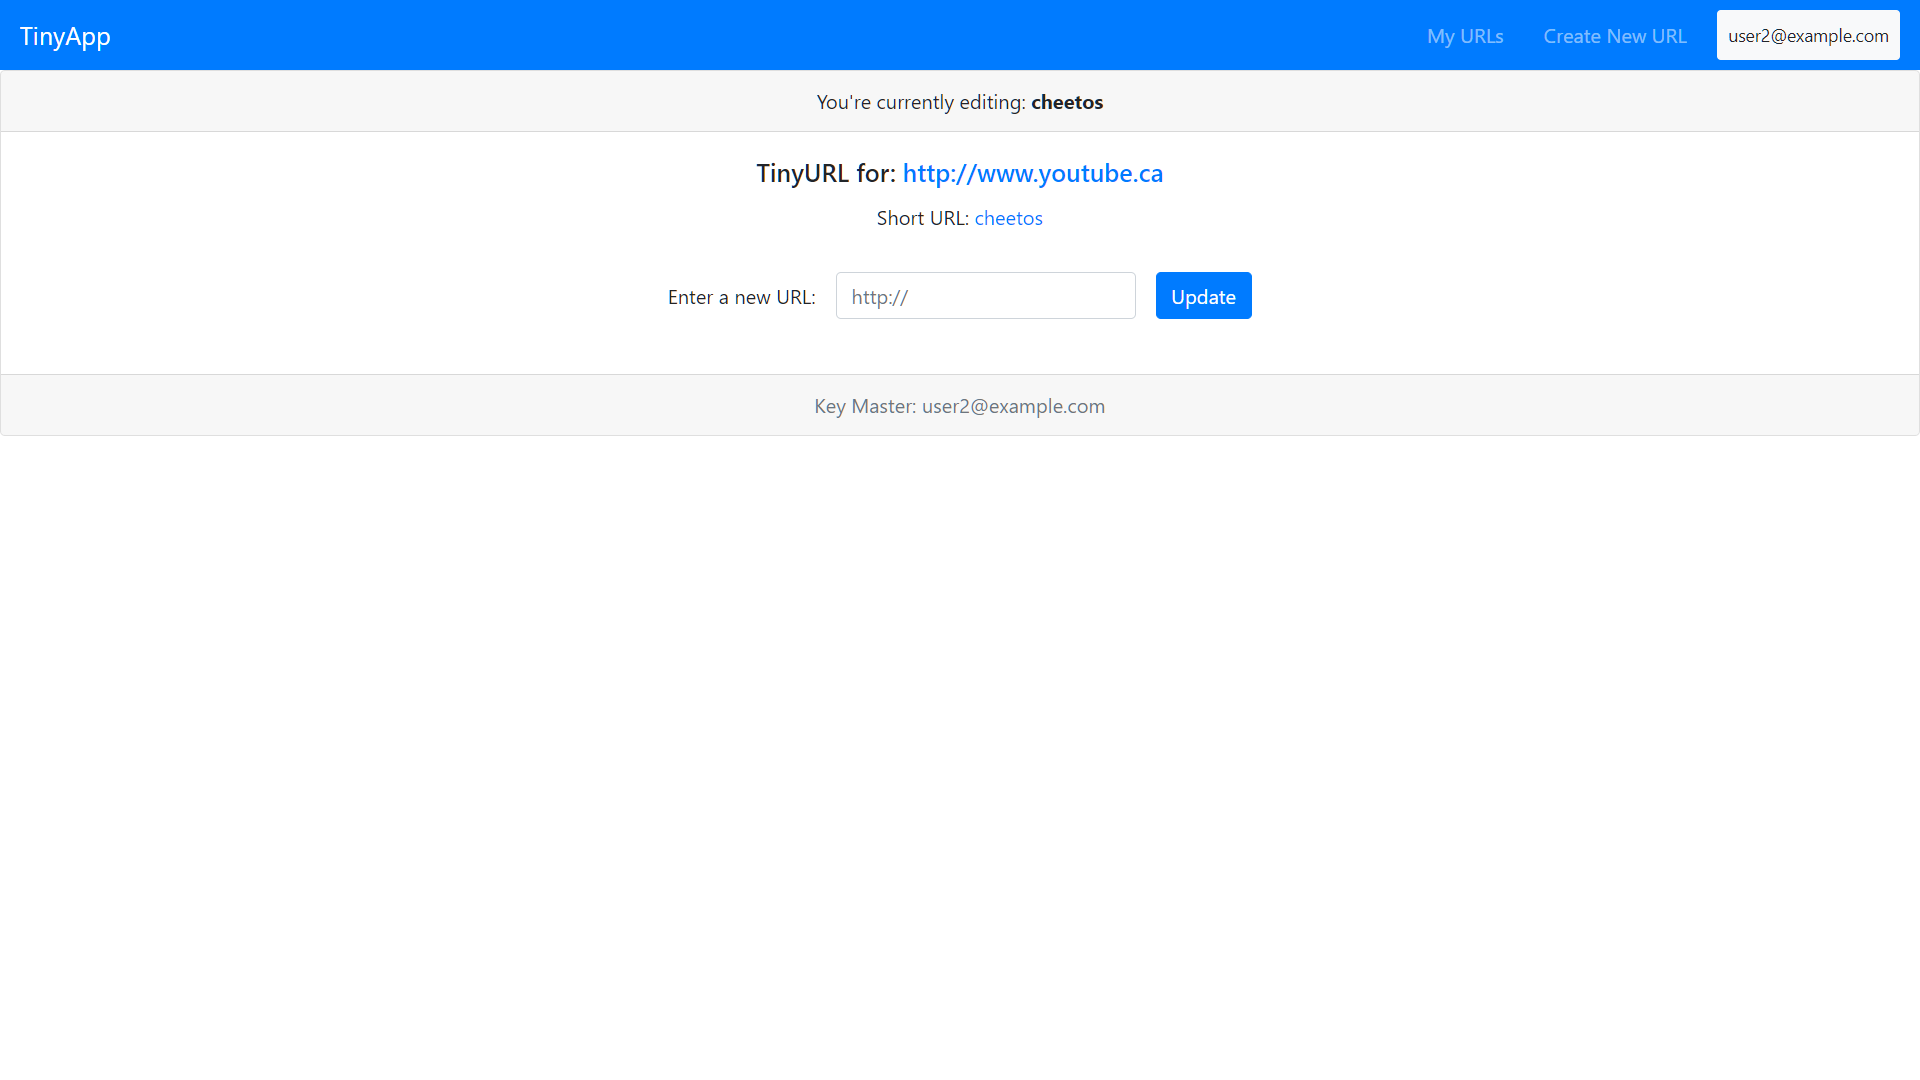 TinyApp My URLs Create New URL user2@example.com
You're currently editing: cheetos
TinyURL for: http://www.youtube.ca
Short URL: cheetos
Enter a new URL: http:// Update
Key Master: user2@example.com